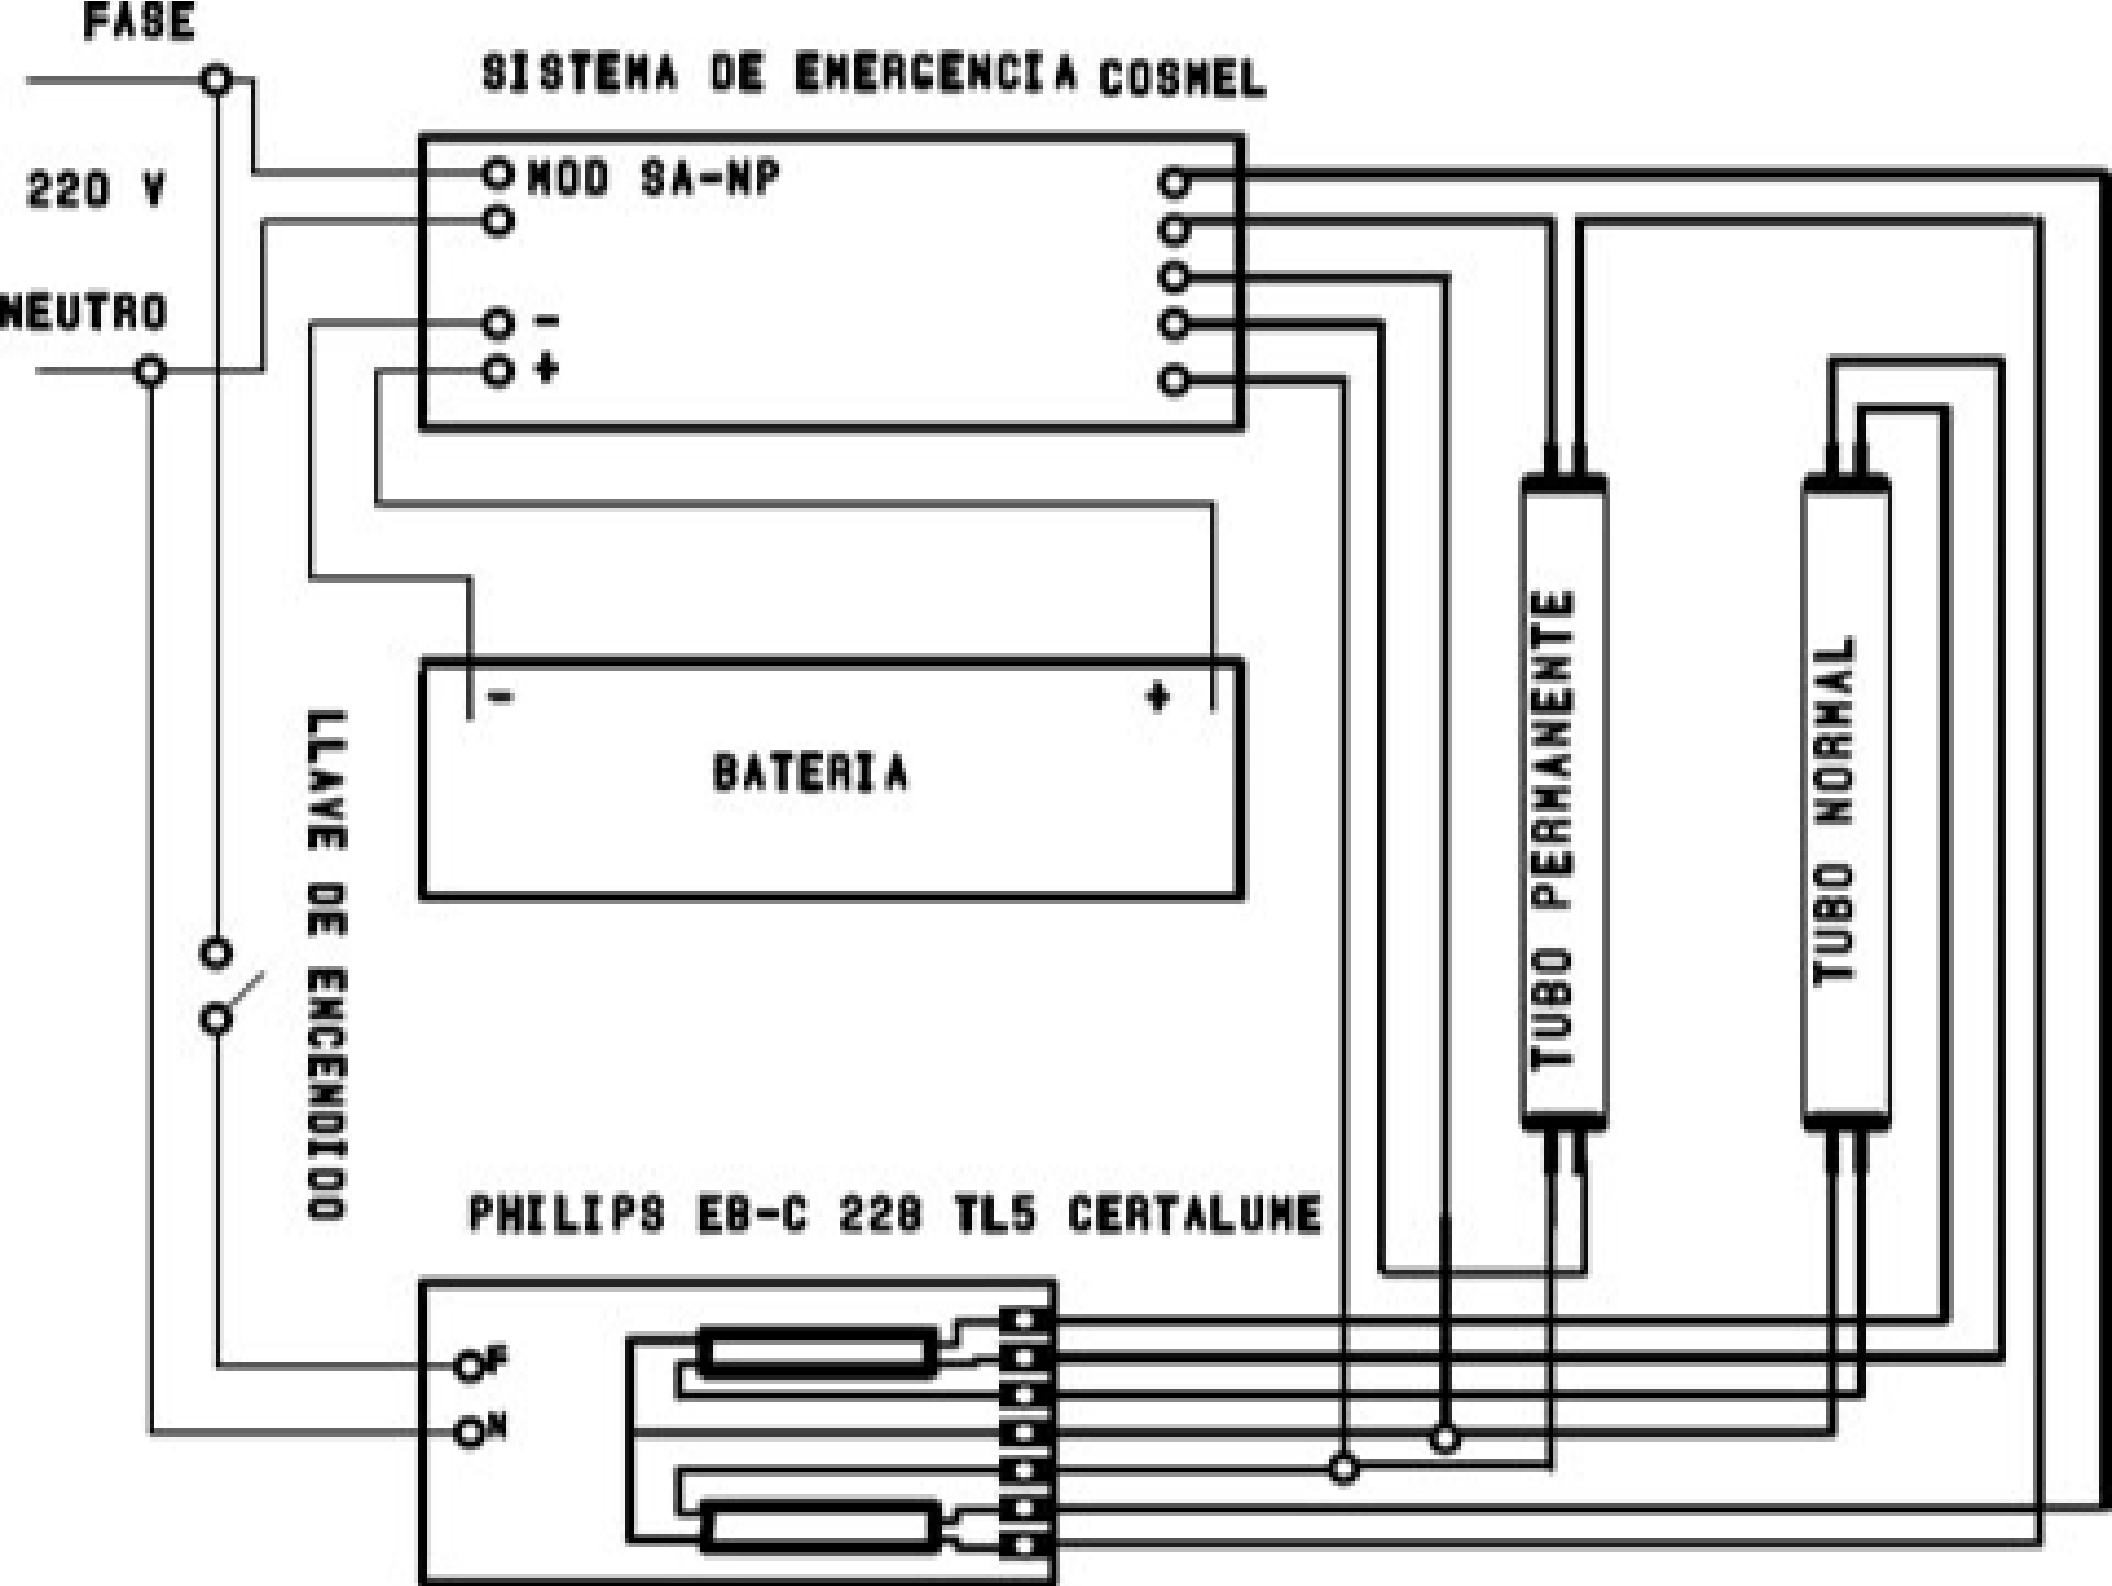 FASE
SISTEMA DE EMERGENCIA COSMEL
220 V
MOD SA-NP
NEUTRO
-
+
- +
BATERIA
LLAVE DE ENCENDIDO
TUBO PERMANENTE
TUBO NORMAL
PHILIPS EB-C 228 TL5 CERTALUME
F
N